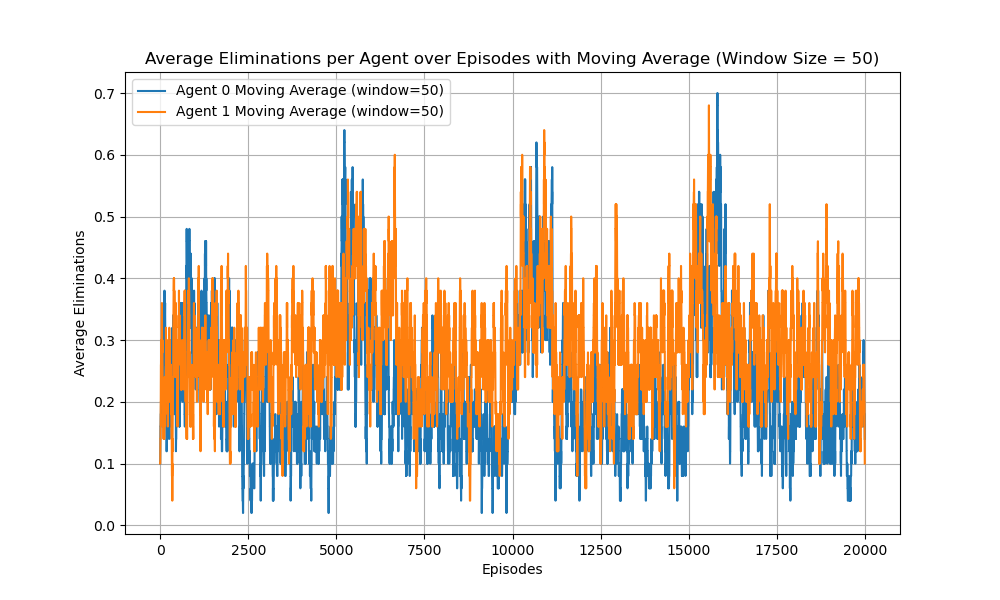 Average Eliminations per Agent over Episodes with Moving Average (Window Size = 50)
Agent 0 Moving Average (window=50)
Agent 1 Moving Average (window=50)
Average Eliminations
0.7
0.6
0.5
0.4
0.3
0.2
0.1
0.0
0 2500 5000 7500 10000 12500 15000 17500 20000
Episodes